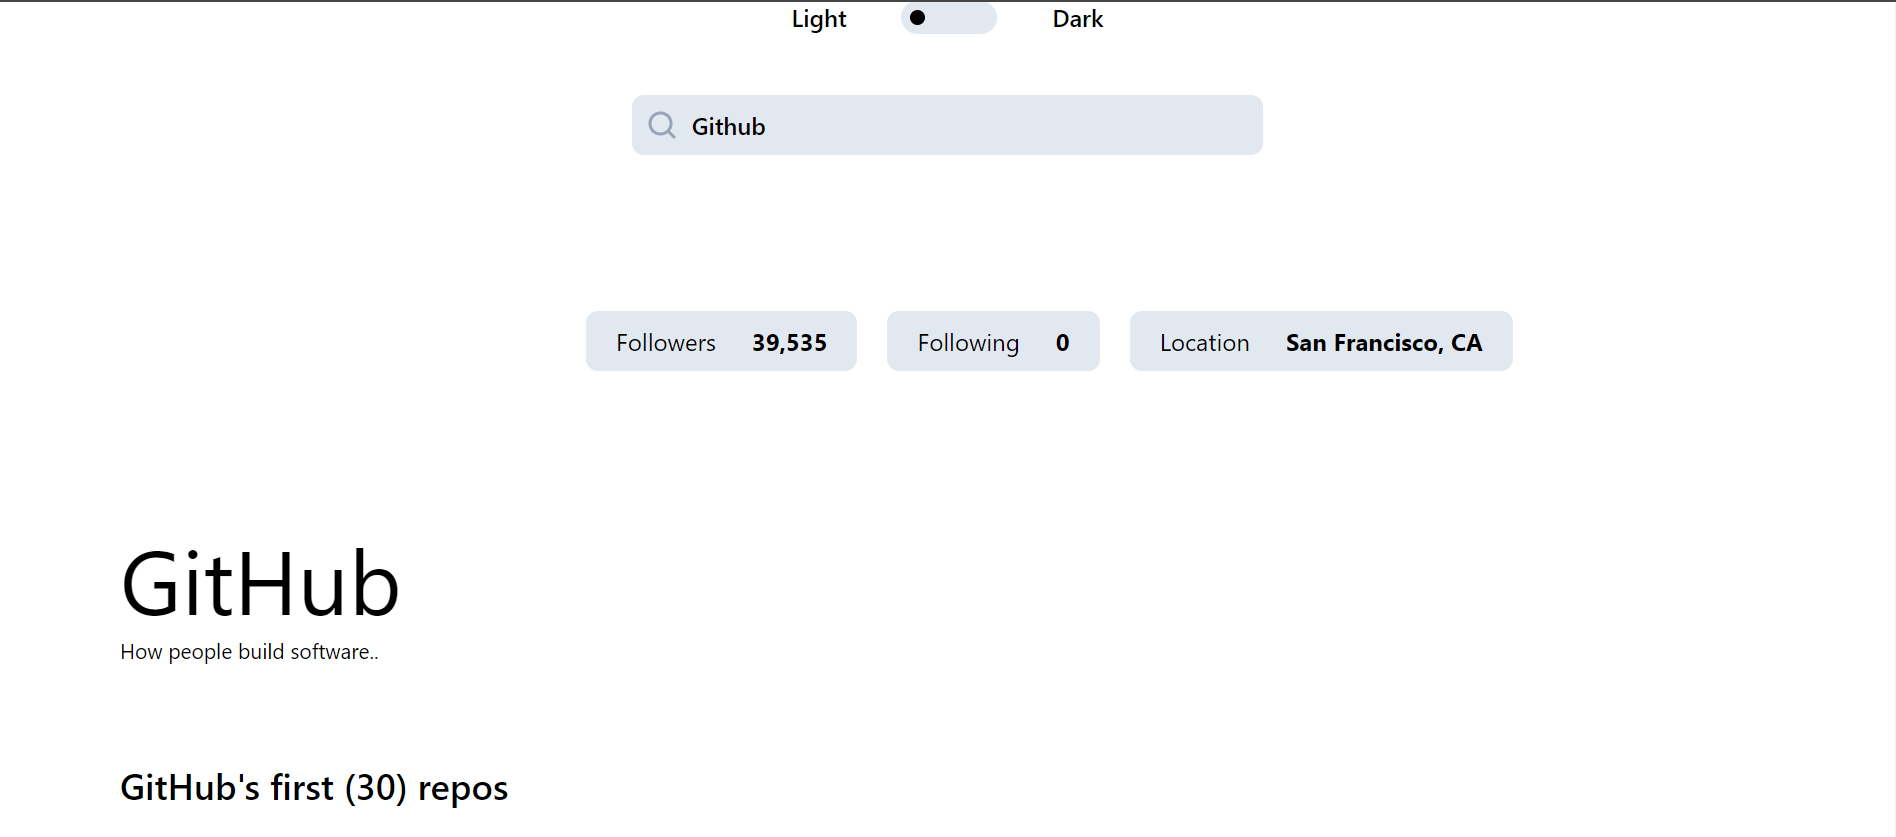 Light Dark
Github
Followers 39,535 Following 0 Location San Francisco, CA
GitHub
How people build software..
GitHub's first (30) repos